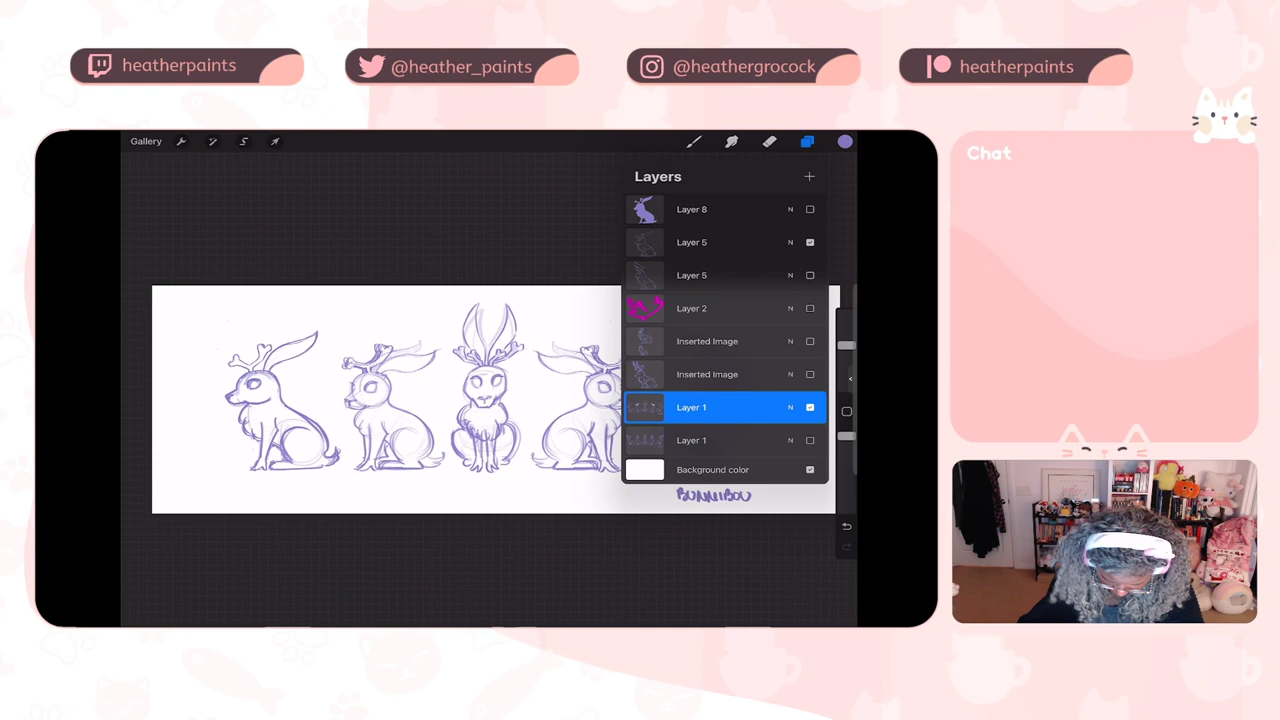 heatherpaints
@heather_paints
@heathergrocock
heatherpaints
Gallery
Layers
Layer 8 N
Layer 5 N
Layer 5 N
Layer 2 N
Inserted Image N
Inserted Image N
Layer 1 N
Layer 1 N
Background color
BUNNIBOU
Chat